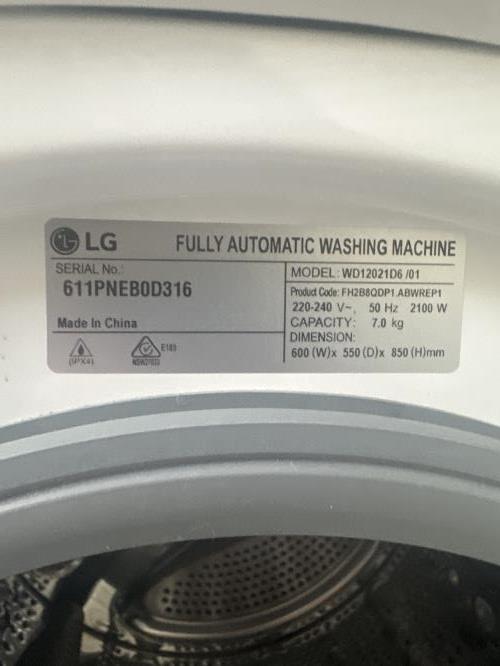 LG
FULLY AUTOMATIC WASHING MACHINE
SERIAL No.:
611PNEB0D316
Made In China
(IPX4)
E183
MODEL: WD12021D6 /01
Product Code: FH2B8QDP1.ABWREP1
220-240 V~, 50 Hz 2100 W
CAPACITY: 7.0 kg
DIMENSION:
600 (W)x 550 (D)x 850 (H)mm